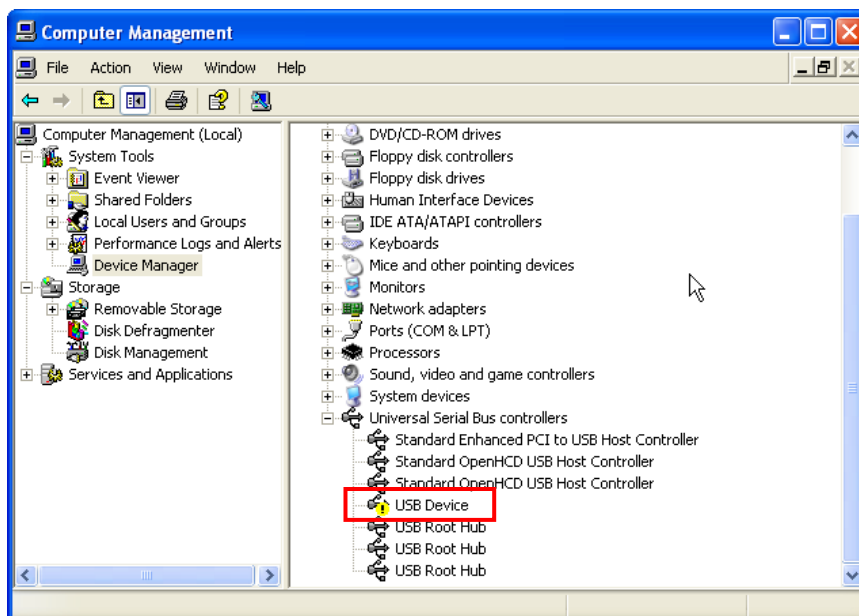 Computer Management
File Action View Window Help
Computer Management (Local)
System Tools
Event Viewer
Shared Folders
Local Users and Groups
Performance Logs and Alerts
Device Manager
Storage
Removable Storage
Disk Defragmenter
Disk Management
Services and Applications
DVD/CD-ROM drives
Floppy disk controllers
Floppy disk drives
Human Interface Devices
IDE ATA/ATAPI controllers
Keyboards
Mice and other pointing devices
Monitors
Network adapters
Ports (COM & LPT)
Processors
Sound, video and game controllers
System devices
Universal Serial Bus controllers
Standard Enhanced PCI to USB Host Controller
Standard OpenHCD USB Host Controller
Standard OpenHCD USB Host Controller
USB Device
USB Root Hub
USB Root Hub
USB Root Hub